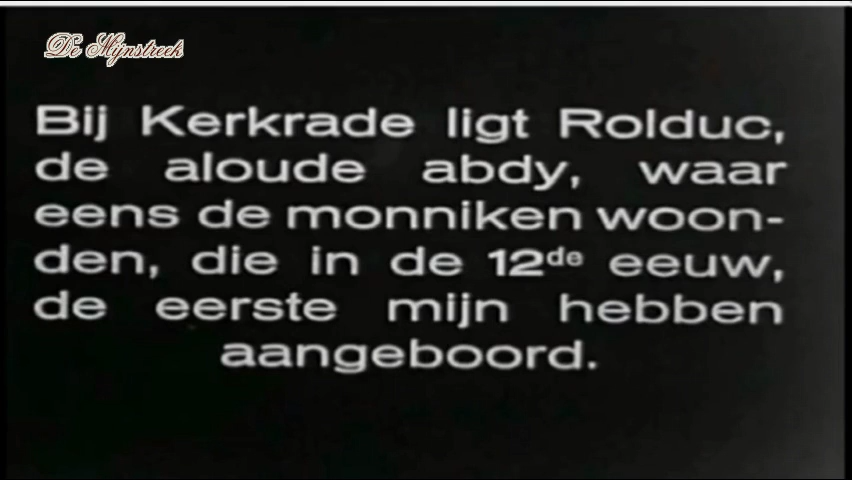 De Mijnstreek
Bij Kerkrade ligt Rolduc,
de aloude abdy, waar
eens de monniken woon-
den, die in de 12de eeuw,
de eerste mijn hebben
aangeboord.